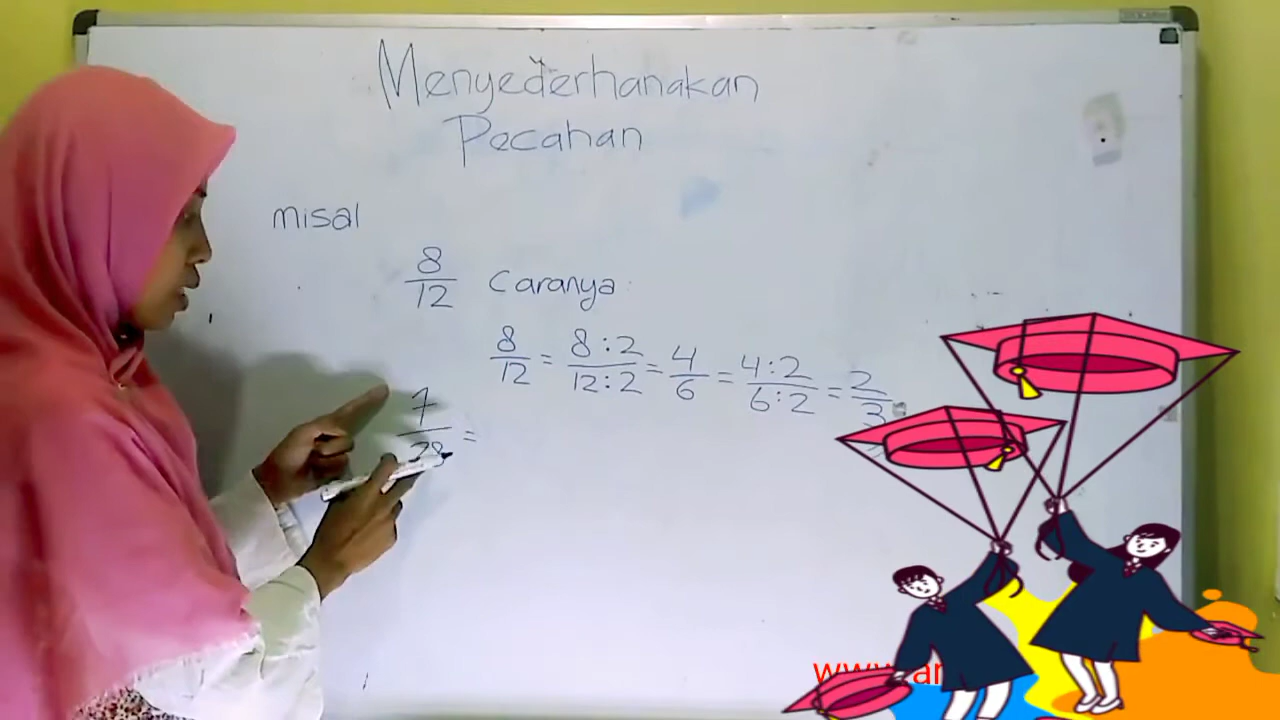 Menyederhanakan
Pecahan
misal
8/12 Caranya:
8/12 = 8:2/12:2 = 4/6 = 4:2/6:2 = 2/3
7/28 =